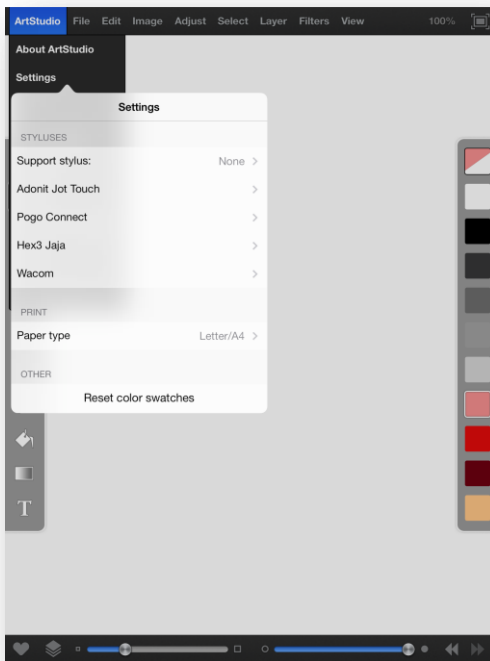 ArtStudio File Edit Image Adjust Select Layer Filters View 100%
About ArtStudio
Settings
Settings
STYLUSES
Support stylus: None
Adonit Jot Touch
Pogo Connect
Hex3 Jaja
Wacom
PRINT
Paper type Letter/A4
OTHER
Reset color swatches
T